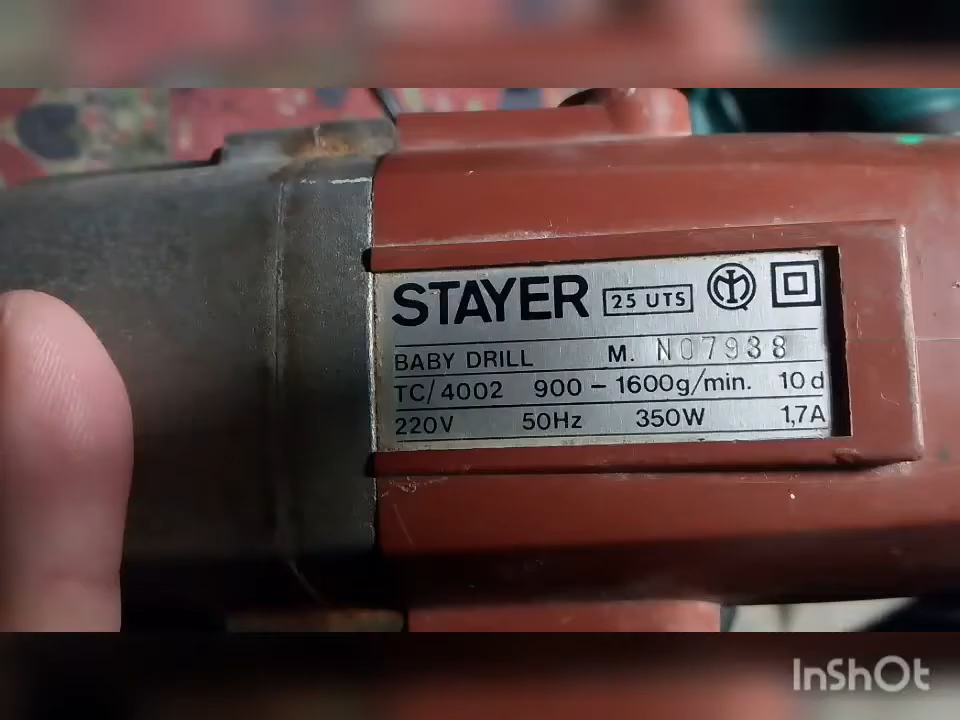 STAYER 25 UTS
BABY DRILL M. N07938
TC/4002 900-1600g/min. 10 d
220V 50Hz 350W 1,7A
InShOt